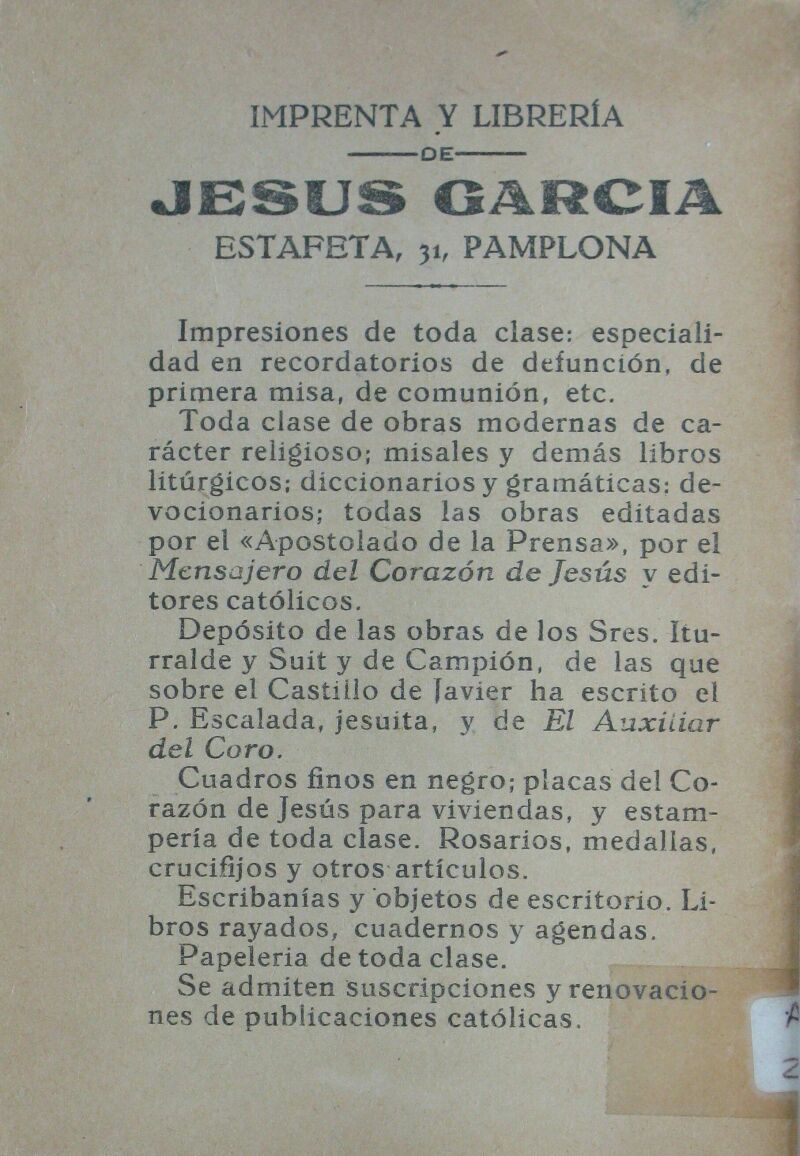 IMPRENTA Y LIBRERÍA
DE
JESUS GARCIA
ESTAFETA, 31, PAMPLONA
Impresiones de toda clase: especiali-
dad en recordatorios de defunción, de
primera misa, de comunión, etc.
Toda clase de obras modernas de ca-
rácter religioso; misales y demás libros
litúrgicos; diccionarios y gramáticas: de-
vocionarios; todas las obras editadas
por el «Apostolado de la Prensa», por el
Mensajero del Corazón de Jesús y edi-
tores católicos.
Depósito de las obras de los Sres. Itu-
rralde y Suit y de Campión, de las que
sobre el Castillo de Javier ha escrito el
P. Escalada, jesuita, y de El Auxiliar
del Coro.
Cuadros finos en negro; placas del Co-
razón de Jesús para viviendas, y estam-
pería de toda clase. Rosarios, medallas,
crucifijos y otros artículos.
Escribanías y objetos de escritorio. Li-
bros rayados, cuadernos y agendas.
Papeleria de toda clase.
Se admiten suscripciones y renovacio-
nes de publicaciones católicas.